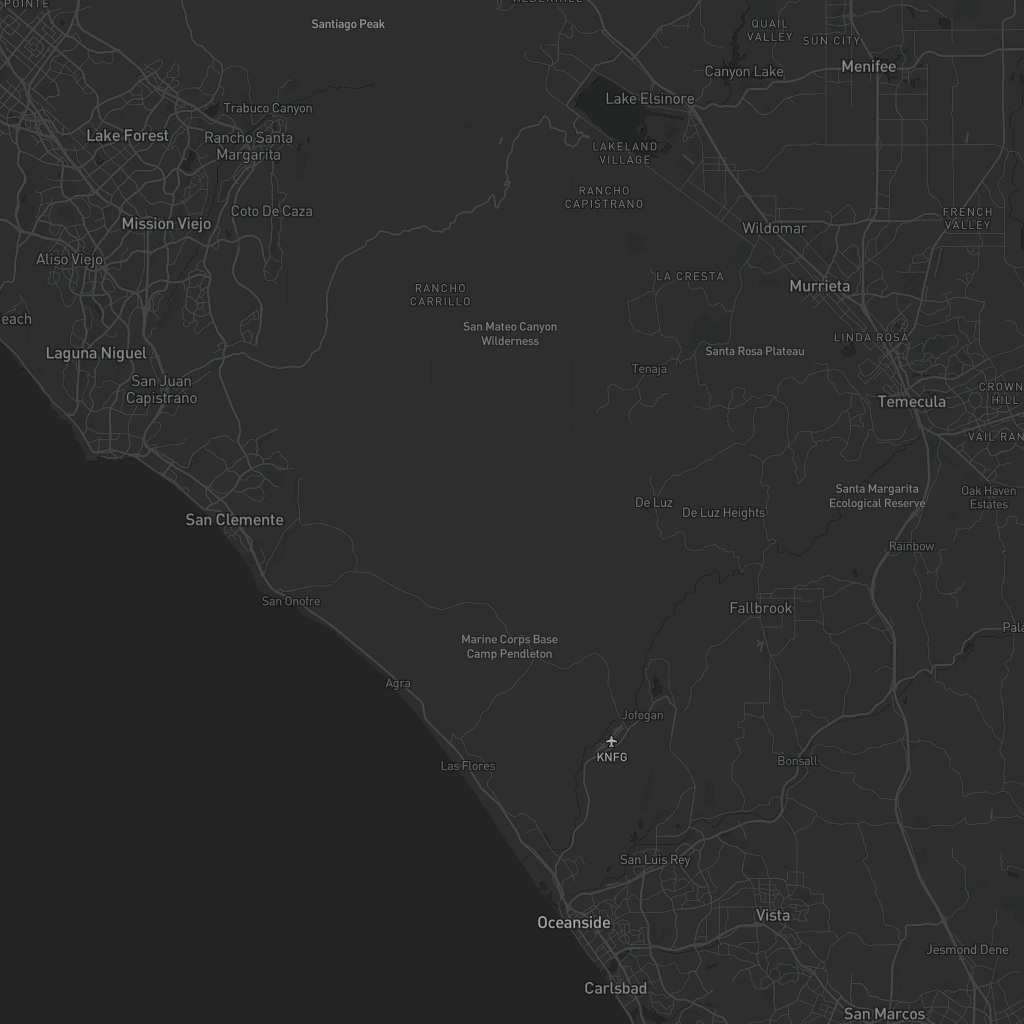 POINTE
Santiago Peak
QUAIL
VALLEY
SUN CITY
Menifee
Canyon Lake
Lake Elsinore
Trabuco Canyon
Lake Forest
Rancho Santa
Margarita
LAKELAND
VILLAGE
RANCHO
CAPISTRANO
Coto De Caza
Mission Viejo
FRENCH
VALLEY
Wildomar
Aliso Viejo
LA CRESTA
Murrieta
RANCHO
CARRILLO
each
San Mateo Canyon
Wilderness
LINDA ROSA
Laguna Niguel
Santa Rosa Plateau
Tenaja
San Juan
Capistrano
CROWN
HILL
Temecula
VAIL RAN
Santa Margarita
Ecological Reserve
Oak Haven
Estates
De Luz
De Luz Heights
San Clemente
Rainbow
San Onofre
Fallbrook
Pala
Marine Corps Base
Camp Pendleton
Agra
Jofegan
KNFG
Bonsall
Las Flores
San Luis Rey
Oceanside
Vista
Jesmond Dene
Carlsbad
San Marcos